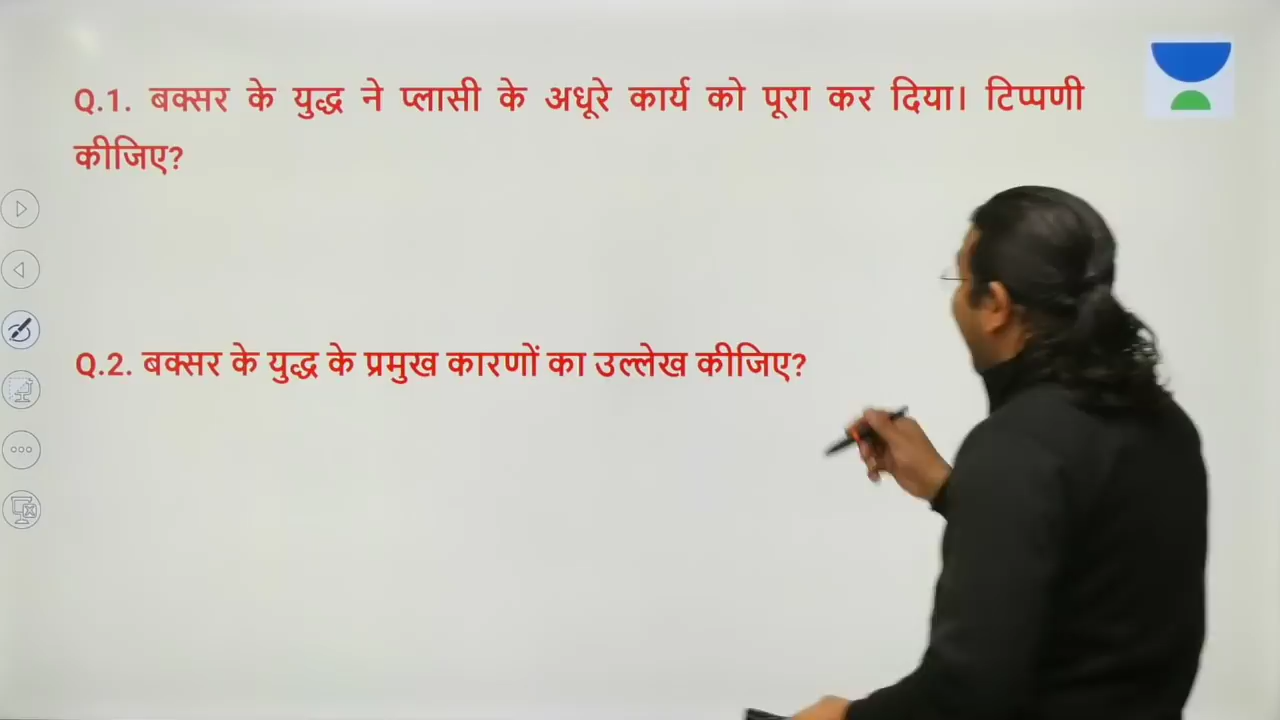 Q.1. बक्सर के युद्ध ने प्लासी के अधूरे कार्य को पूरा कर दिया। टिप्पणी
कीजिए?
Q.2. बक्सर के युद्ध के प्रमुख कारणों का उल्लेख कीजिए?